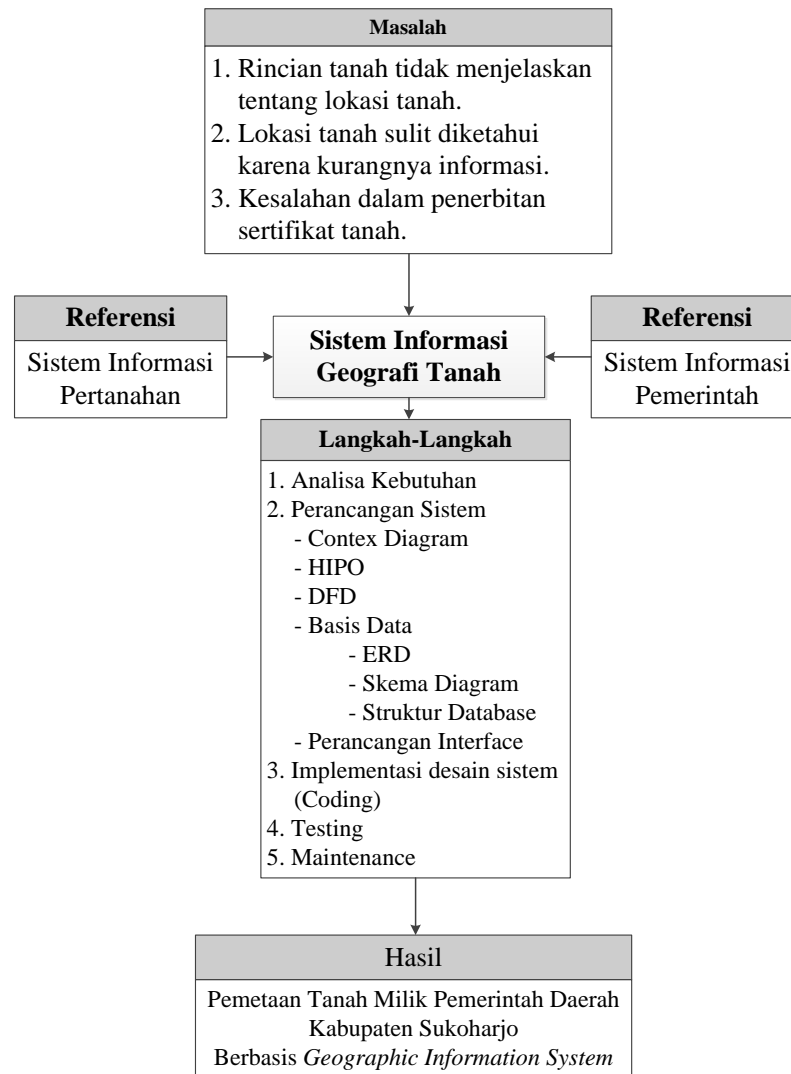 Masalah
1. Rincian tanah tidak menjelaskan
tentang lokasi tanah.
2. Lokasi tanah sulit diketahui
karena kurangnya informasi.
3. Kesalahan dalam penerbitan
sertifikat tanah.
Referensi
Sistem Informasi
Pertanahan
Sistem Informasi
Geografi Tanah
Referensi
Sistem Informasi
Pemerintah
Langkah-Langkah
1. Analisa Kebutuhan
2. Perancangan Sistem
- Contex Diagram
- HIPO
- DFD
- Basis Data
- ERD
- Skema Diagram
- Struktur Database
- Perancangan Interface
3. Implementasi desain sistem
(Coding)
4. Testing
5. Maintenance
Hasil
Pemetaan Tanah Milik Pemerintah Daerah
Kabupaten Sukoharjo
Berbasis Geographic Information System